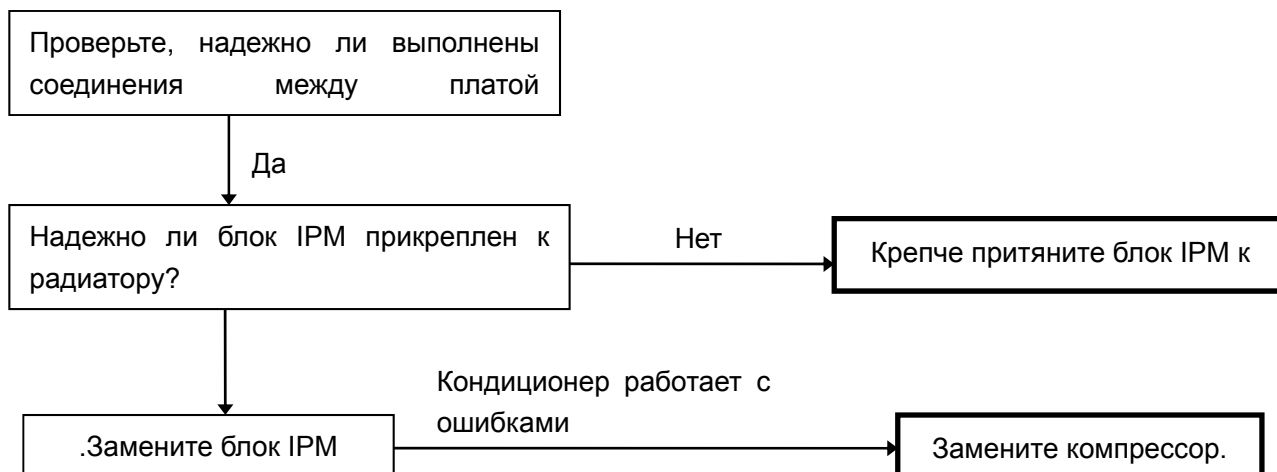 Проверьте, надежно ли выполнены
соединения между платой
Да
Надежно ли блок IPM прикреплен к
радиатору?
Нет
Крепче притяните блок IPM к
Кондиционер работает с
ошибками
.Замените блок IPM
Замените компрессор.